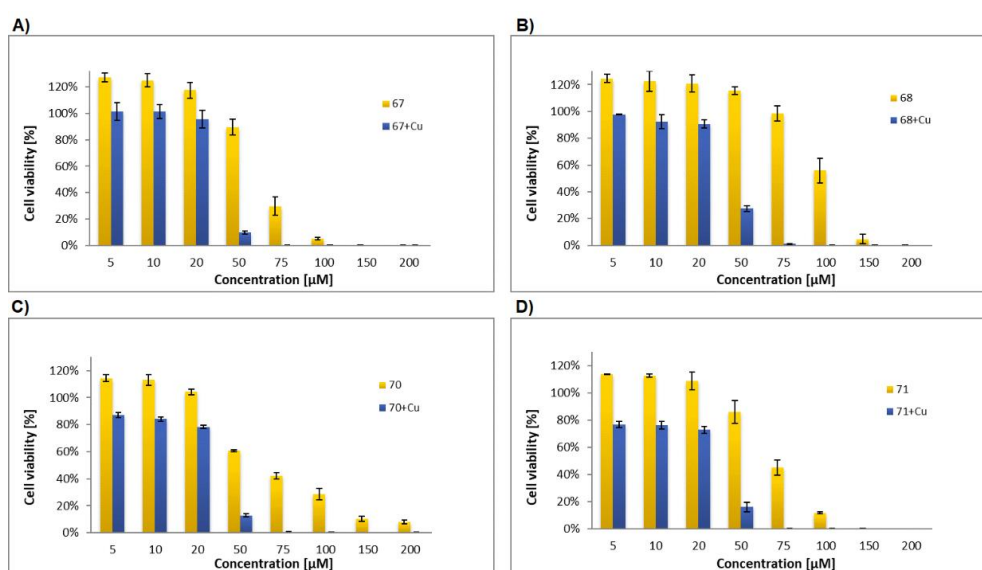 A)
Cell viability [%]
120%
100%
80%
60%
40%
20%
0%
67
67+Cu
5 10 20 50 75 100 150 200
Concentration [µM]
B)
Cell viability [%]
120%
100%
80%
60%
40%
20%
0%
68
68+Cu
5 10 20 50 75 100 150 200
Concentration [µM]
C)
Cell viability [%]
120%
100%
80%
60%
40%
20%
0%
70
70+Cu
5 10 20 50 75 100 150 200
Concentration [µM]
D)
Cell viability [%]
120%
100%
80%
60%
40%
20%
0%
71
71+Cu
5 10 20 50 75 100 150 200
Concentration [µM]